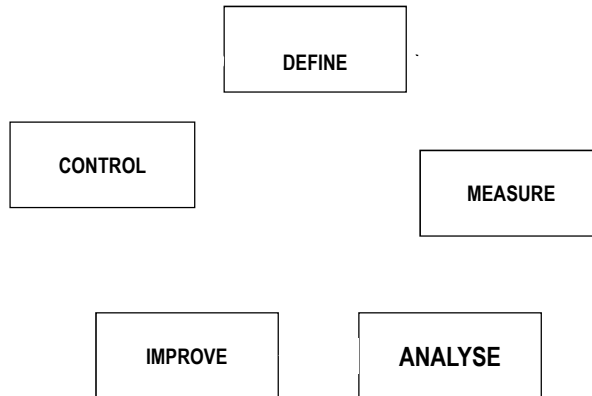 DEFINE
CONTROL
MEASURE
IMPROVE
ANALYSE